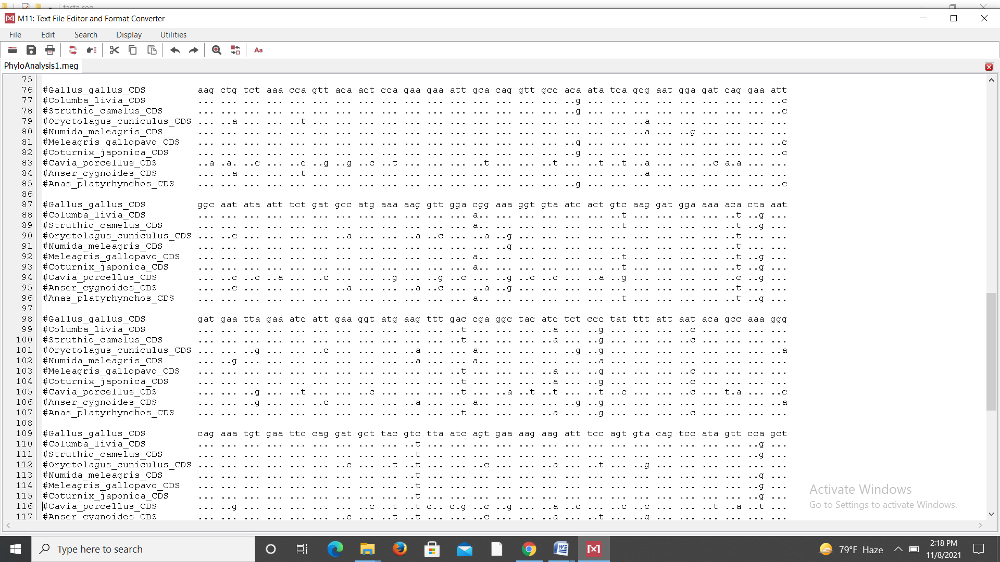 fasta seq
M11: Text File Editor and Format Converter
File Edit Search Display Utilities
Aa
PhyloAnalysis1.meg
75
76 #Gallus_gallus_CDS aag ctg tct aaa cca gtt aca act cca gaa gaa att gca cag gtt gcc aca ata tca gcg aat gga gat cag gaa att
77 #Columba_livia_CDS ... ... ... ... ... ... ... ... ... ... ... ... ... ... ... ... ..g ... ... ... ... ... ... ... ... ..c
78 #Struthio_camelus_CDS ... ... ... ... ... ... ... ... ... ... ... ... ... ... ... ... ..g ... ... ... ... ... ... ... ... ..c
79 #Oryctolagus_cuniculus_CDS ... ..a ... ... ..t ... ... ... ... ... ... ... ... ... ... ... ... ... ... ..a ... ... ... ... ... ...
80 #Numida_meleagris_CDS ... ... ... ... ... ... ... ... ... ... ... ... ... ... ... ... ... ... ... ..a ... ..g ... ... ... ...
81 #Meleagris_gallopavo_CDS ... ... ... ... ... ... ... ... ... ... ... ... ... ... ... ... ..g ... ... ... ... ... ... ... ... ..c
82 #Coturnix_japonica_CDS ... ... ... ... ... ... ... ... ... ... ... ... ... ... ... ... ..g ... ... ... ... ... ... ... ... ..c
83 #Cavia_porcellus_CDS ..a .a. ..c ... ..c ..g ..g ..c ..t ... ... ... ..t ... ... ..t ... ..t ..t ..a ... ... ..c a.a ... ...
84 #Anser_cygnoides_CDS ... ..a ... ... ..t ... ... ... ... ... ... ... ... ... ... ... ... ... ... ..a ... ... ... ... ... ...
85 #Anas_platyrhynchos_CDS ... ... ... ... ... ... ... ... ... ... ... ... ... ... ... ... ..g ... ... ... ... ... ... ... ... ..c
86
87 #Gallus_gallus_CDS ggc aat ata att tct gat gcc atg aaa aag gtt gga cgg aaa ggt gta atc act gtc aag gat gga aaa aca cta aat
88 #Columba_livia_CDS ... ... ... ... ... ... ... ... ... ... ... ... a.. ... ... ... ... ... ..t ... ... ... ... ..t ..g ...
89 #Struthio_camelus_CDS ... ... ... ... ... ... ... ... ... ... ... ... a.. ... ... ... ... ... ..t ... ... ... ... ..t ..g ...
90 #Oryctolagus_cuniculus_CDS ... ..c ... ... ... ... ..a ... ... ..a ..c ... ..a ..g ... ... ... ... ... ... ... ... ... ..t ... ...
91 #Numida_meleagris_CDS ... ... ... ... ... ... ... ... ... ... ... ... ... ..g ... ... ... ... ... ... ... ... ... ..t ... ...
92 #Meleagris_gallopavo_CDS ... ... ... ... ... ... ... ... ... ... ... ... a.. ... ... ... ... ... ..t ... ... ... ... ..t ..g ...
93 #Coturnix_japonica_CDS ... ... ... ... ... ... ... ... ... ... ... ... a.. ... ... ... ... ... ..t ... ... ... ... ..t ..g ...
94 #Cavia_porcellus_CDS ... ..c ..c ..a ... ..c ... ... ..g ... ..g ..c ... ..g ..c ..c ... ..a ..g ... ... ... ... ..c ..g ...
95 #Anser_cygnoides_CDS ... ..c ... ... ... ... ..a ... ... ..a ..c ... ..a ..g ... ... ... ... ... ... ... ... ... ..t ... ...
96 #Anas_platyrhynchos_CDS ... ... ... ... ... ... ... ... ... ... ... ... a.. ... ... ... ... ... ..t ... ... ... ... ..t ..g ...
97
98 #Gallus_gallus_CDS gat gaa tta gaa atc att gaa ggt atg aag ttt gac cga ggc tac atc tct ccc tat ttt att aat aca gcc aaa ggg
99 #Columba_livia_CDS ... ... ... ... ... ... ... ... ... ... ... ..t ... ... ... ..a ... ..g ... ... ... ..c ... ... ... ...
100 #Struthio_camelus_CDS ... ... ... ... ... ... ... ... ... ... ... ..t ... ... ... ..a ... ..g ... ... ... ..c ... ... ... ...
101 #Oryctolagus_cuniculus_CDS ... ... ..g ... ... ..c ... ... ... ..a ... ... a.. ... ... ... ..g ..g ... ... ... ... ... ... ... ..a
102 #Numida_meleagris_CDS ... ..g ... ... ... ... ... ... ... ..a ... ... a.. ... ... ... ... ..a ... ... ... ... ... ... ... ...
103 #Meleagris_gallopavo_CDS ... ... ... ... ... ... ... ... ... ... ... ..t ... ... ... ..a ... ..g ... ... ... ..c ... ... ... ...
104 #Coturnix_japonica_CDS ... ... ... ... ... ... ... ... ... ... ... ..t ... ... ... ..a ... ..g ... ... ... ..c ... ... ... ...
105 #Cavia_porcellus_CDS ... ... ..g ... ..t ... ... ..c ... ... ... ..t ... ..a ..t ..t ... ..t ..c ... ... ..c ... t.a ... ..c
106 #Anser_cygnoides_CDS ... ... ..g ... ... ..c ... ... ... ..a ... ... a.. ... ... ... ..g ..g ... ... ... ... ... ... ... ..a
107 #Anas_platyrhynchos_CDS ... ... ... ... ... ... ... ... ... ... ... ..t ... ... ... ..a ... ..g ... ... ... ..c ... ... ... ...
108
109 #Gallus_gallus_CDS cag aaa tgt gaa ttc cag gat gct tac gtc tta atc agt gaa aag aag att tcc agt gta cag tcc ata gtt cca gct
110 #Columba_livia_CDS ... ... ... ... ... ... ... ... ... ..t ... ... ... ... ... ... ... ... ... ... ... ... ... ... ..g ...
111 #Struthio_camelus_CDS ... ... ... ... ... ... ... ... ... ..t ... ... ... ... ... ... ... ... ... ... ... ... ... ... ..g ...
112 #Oryctolagus_cuniculus_CDS ... ... ... ... ... ... ..c ... ..t ..t ... ... ..c ... ... ..a ... ..t ... ..g ... ... ... ... ... ...
113 #Numida_meleagris_CDS ... ... ... ... ... ... ... ... ... ..t ... ... ... ... ... ... ... ... ... ... ... ... ... ... ..g ...
114 #Meleagris_gallopavo_CDS ... ... ... ... ... ... ... ... ... ..t ... ... ... ... ... ... ... ... ... ... ... ... ... ... ..g ...
115 #Coturnix_japonica_CDS ... ... ... ... ... ... ... ... ... ..t ... ... ... ... ... ... ... ... ... ... ... ... ... ... ..g ...
116 #Cavia_porcellus_CDS ... ..g ... ... ... ... ... ..c ..t ..t c.. c.g ..c ..g ... ..a ..c ... ..c ..c ... ... ..t ..a ..t ...
117 #Anser_cygnoides_CDS ... ... ... ... ... ... ..c ... ..t ..t ... ... ..c ... ... ..a ... ..t ... ..g ... ... ... ... ... ...
Activate Windows
Go to Settings to activate Windows.
Type here to search
79°F Haze
2:18 PM
11/8/2021